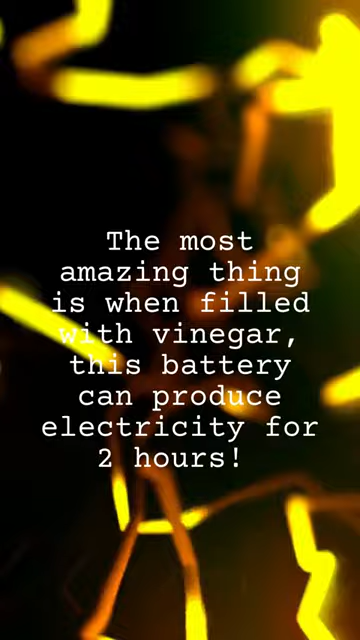 The most
amazing thing
is when filled
with vinegar,
this battery
can produce
electricity for
2 hours!